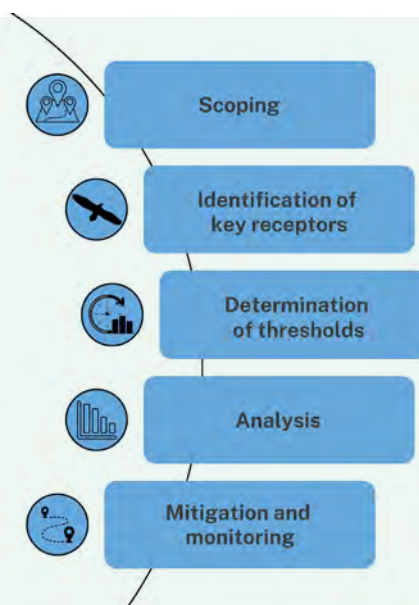 Scoping
Identification of
key receptors
Determination
of thresholds
Analysis
Mitigation and
monitoring